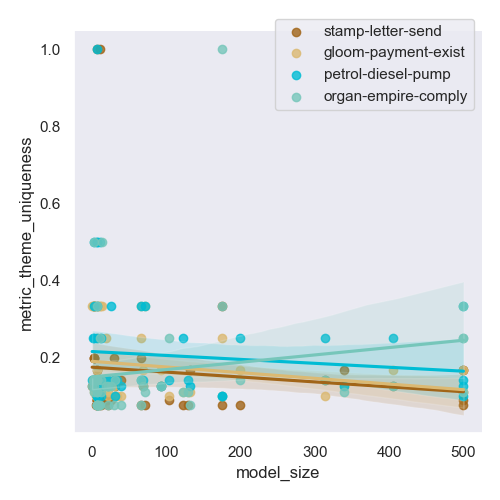 stamp-letter-send
gloom-payment-exist
petrol-diesel-pump
organ-empire-comply
metric_theme_uniqueness
1.0
0.8
0.6
0.4
0.2
0
100
200
300
400
500
model_size